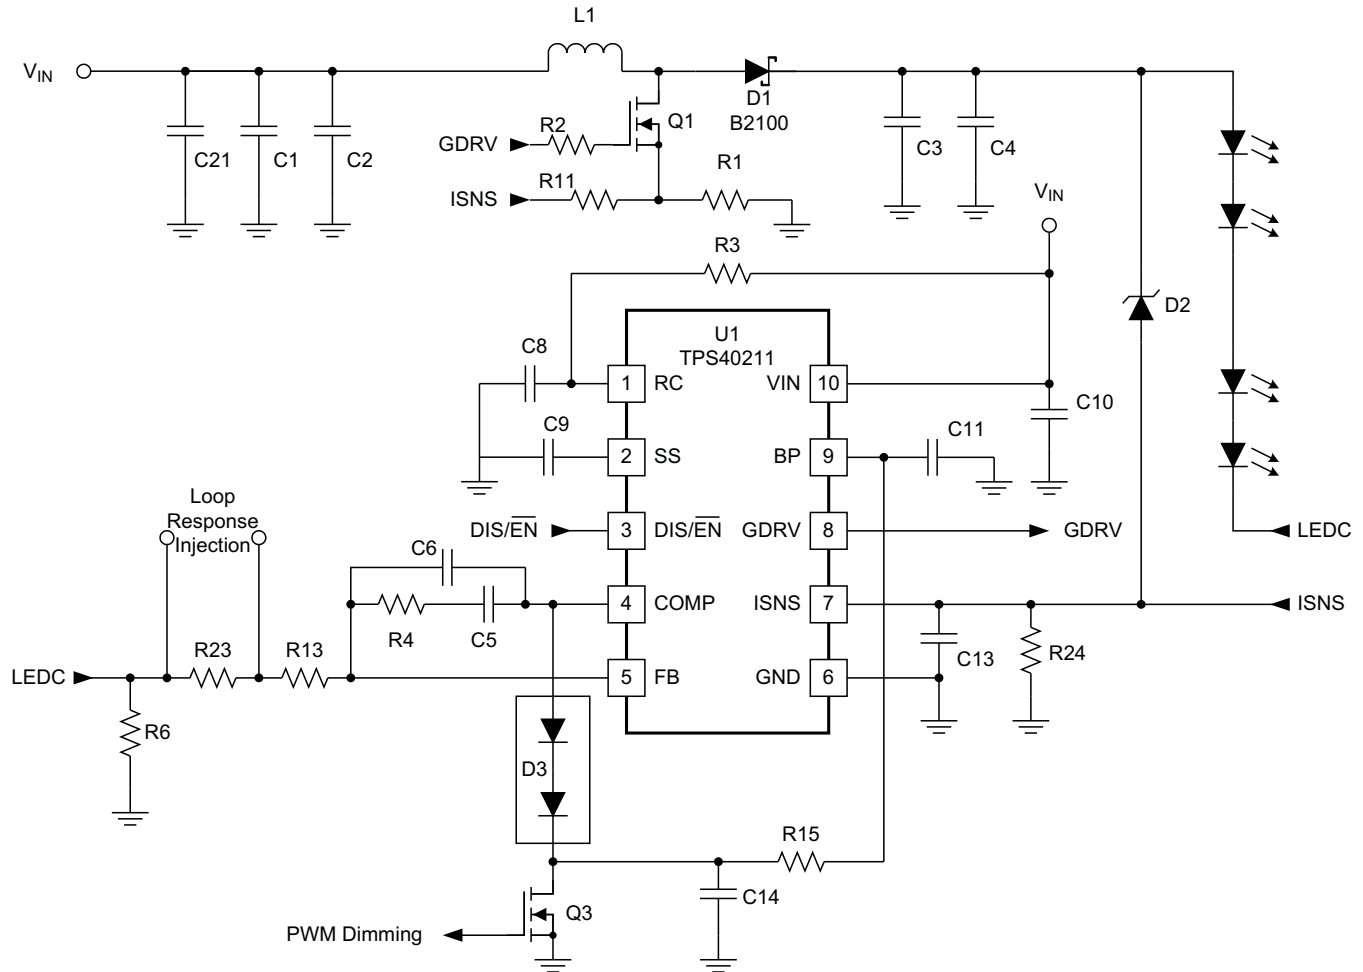 L1
VIN
D1
B2100
C21
C1
C2
GDRV
R2
Q1
C3
C4
ISNS
R11
R1
VIN
R3
D2
U1
TPS40211
C8
1
RC
VIN
10
C10
C9
2
SS
BP
9
C11
Loop
Response
Injection
DIS/EN
3
DIS/EN
GDRV
8
GDRV
LEDC
C6
4
COMP
ISNS
7
ISNS
R4
C5
C13
R24
LEDC
R23
R13
5
FB
GND
6
R6
D3
R15
C14
Q3
PWM Dimming